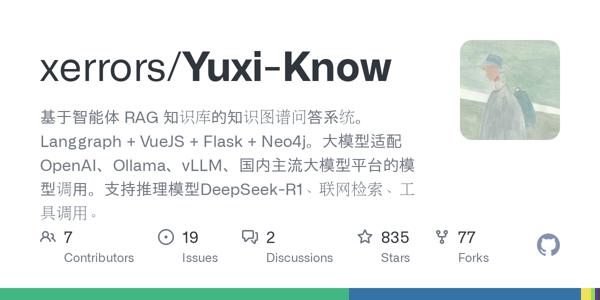 xerrors/Yuxi-Know
基于智能体 RAG 知识库的知识图谱问答系统。
Langgraph + VueJS + Flask + Neo4j。大模型适配
OpenAI、Ollama、vLLM、国内主流大模型平台的模
型调用。支持推理模型DeepSeek-R1、联网检索、工
具调用。
7 19 2 835 77
Contributors Issues Discussions Stars Forks